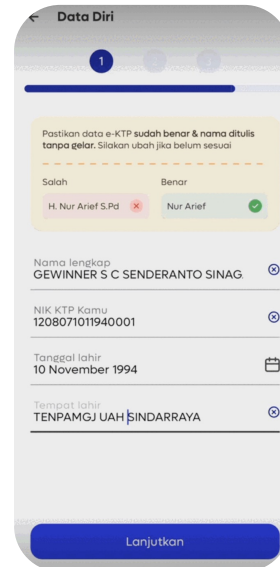 ← Data Diri
1
Pastikan data e-KTP sudah benar & nama ditulis
tanpa gelar. Silakan ubah jika belum sesuai
Salah Benar
H. Nur Arief S.Pd Nur Arief
Nama lengkap
GEWINNER S C SENDERANTO SINAG
NIK KTP Kamu
1208071011940001
Tanggal lahir
10 November 1994
Tempat lahir
TENPAMGJ UAH SINDARRAYA
Lanjutkan